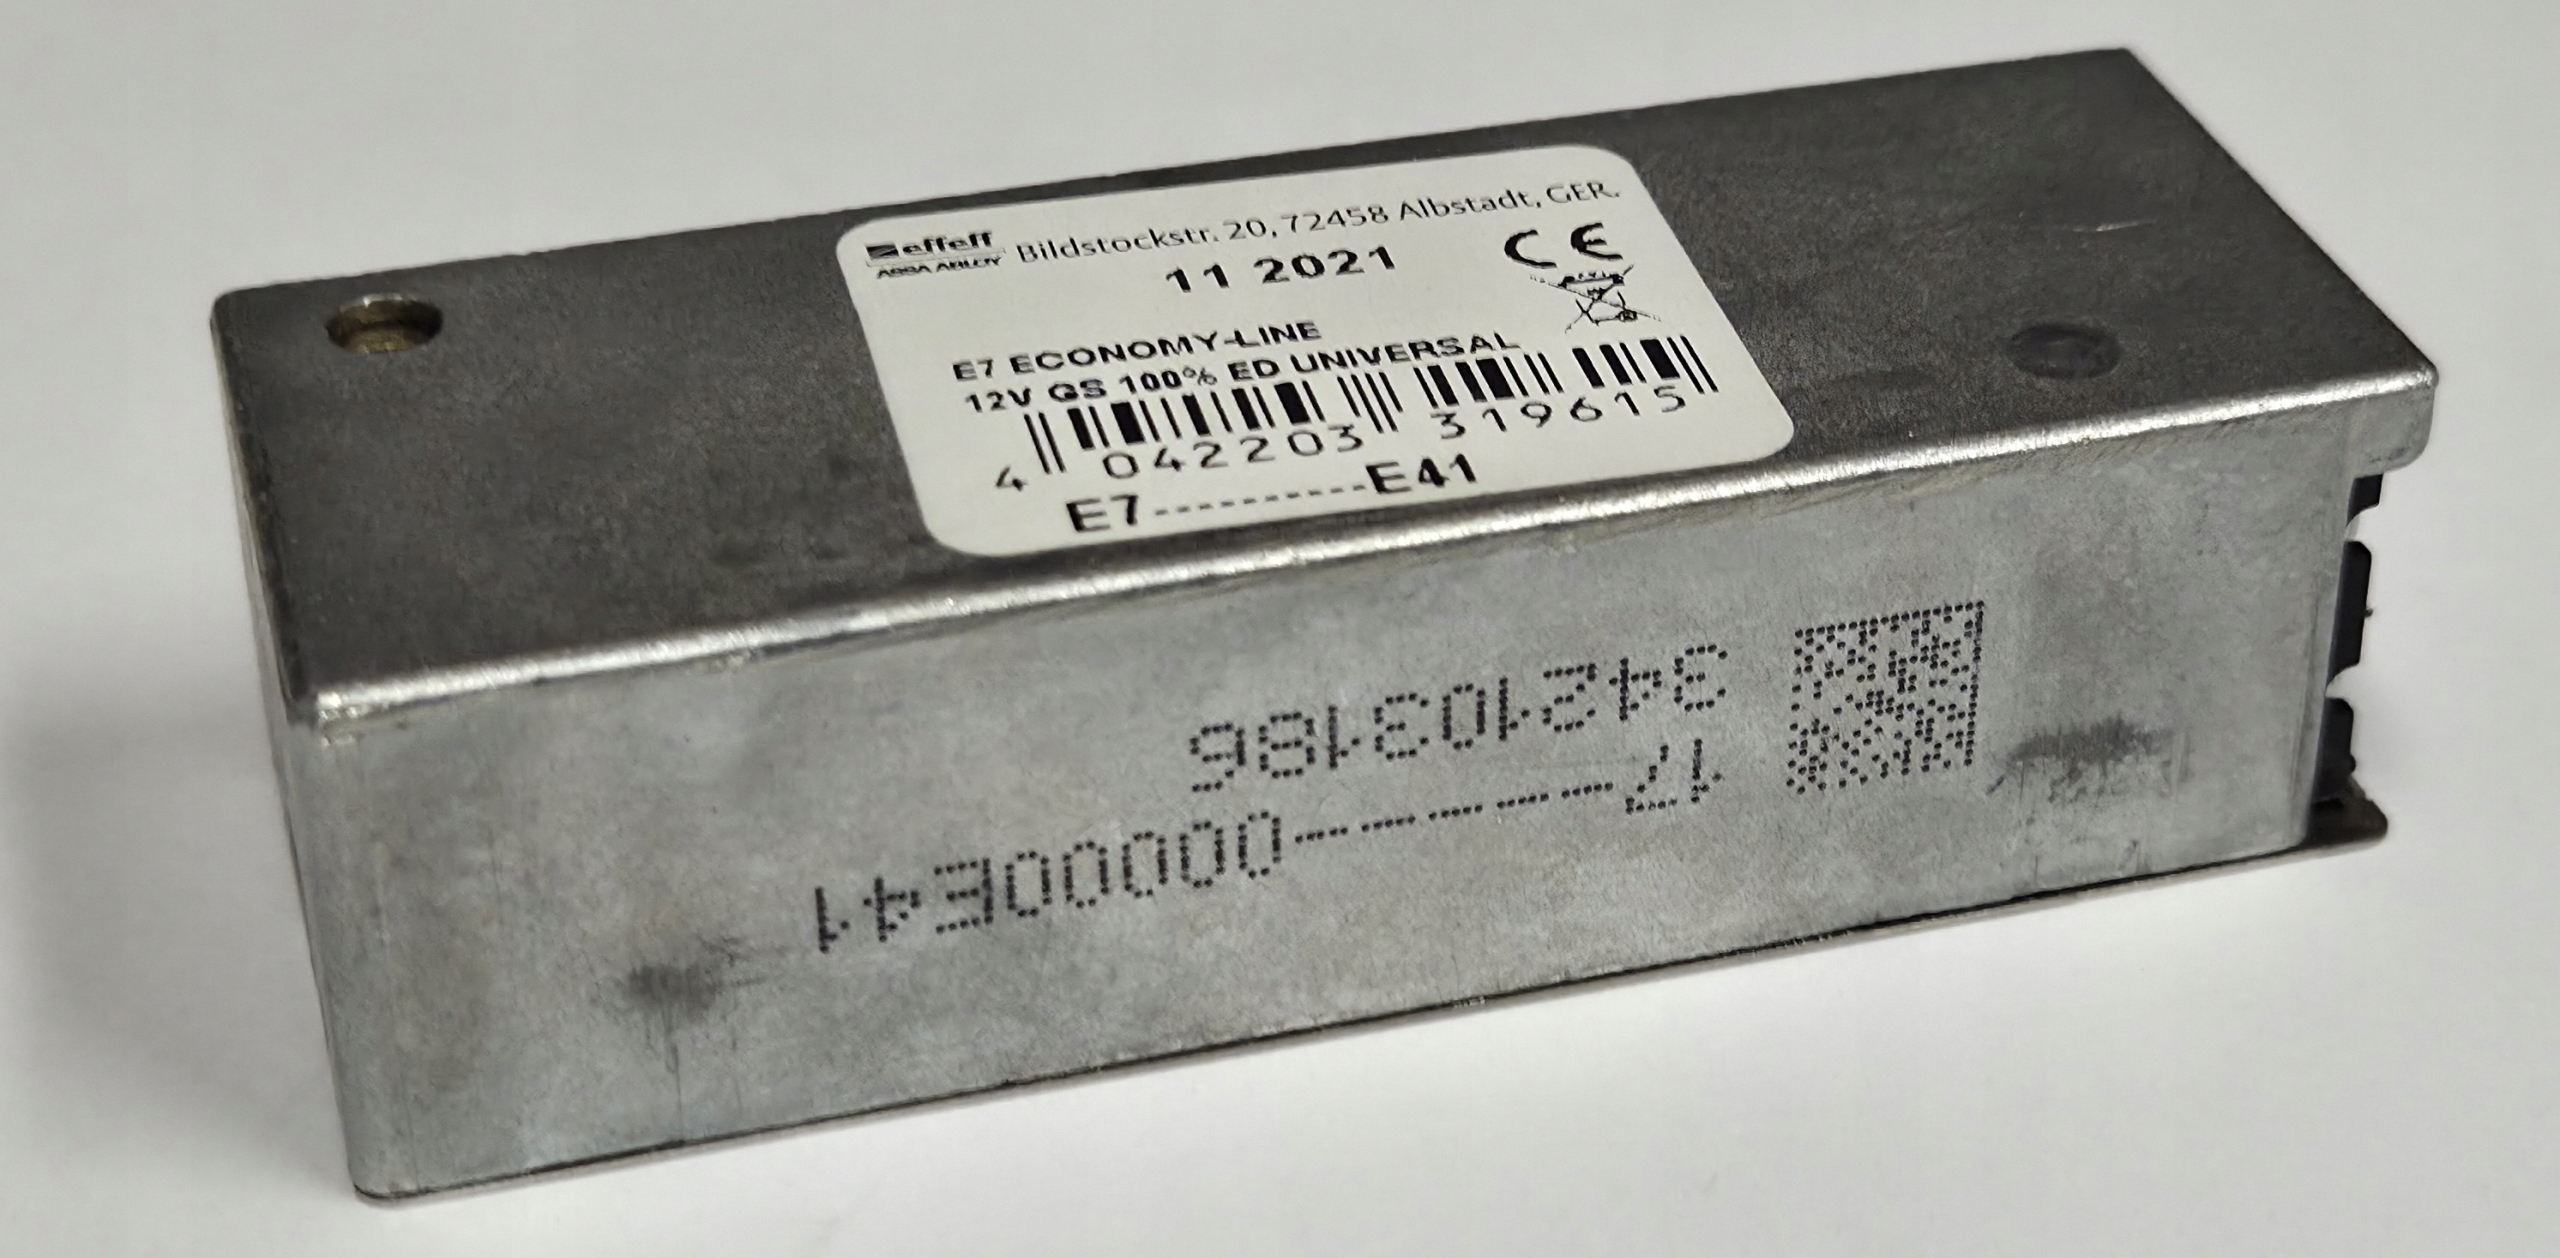 effeff
ASSA ABLOY
Bildstockstr. 20, 72458 Albstadt, GER.
11 2021
CE
E7 ECONOMY-LINE
12V GS 100% ED UNIVERSAL
4 042203 319615
E7----------E41
17-----00000E41
342103186